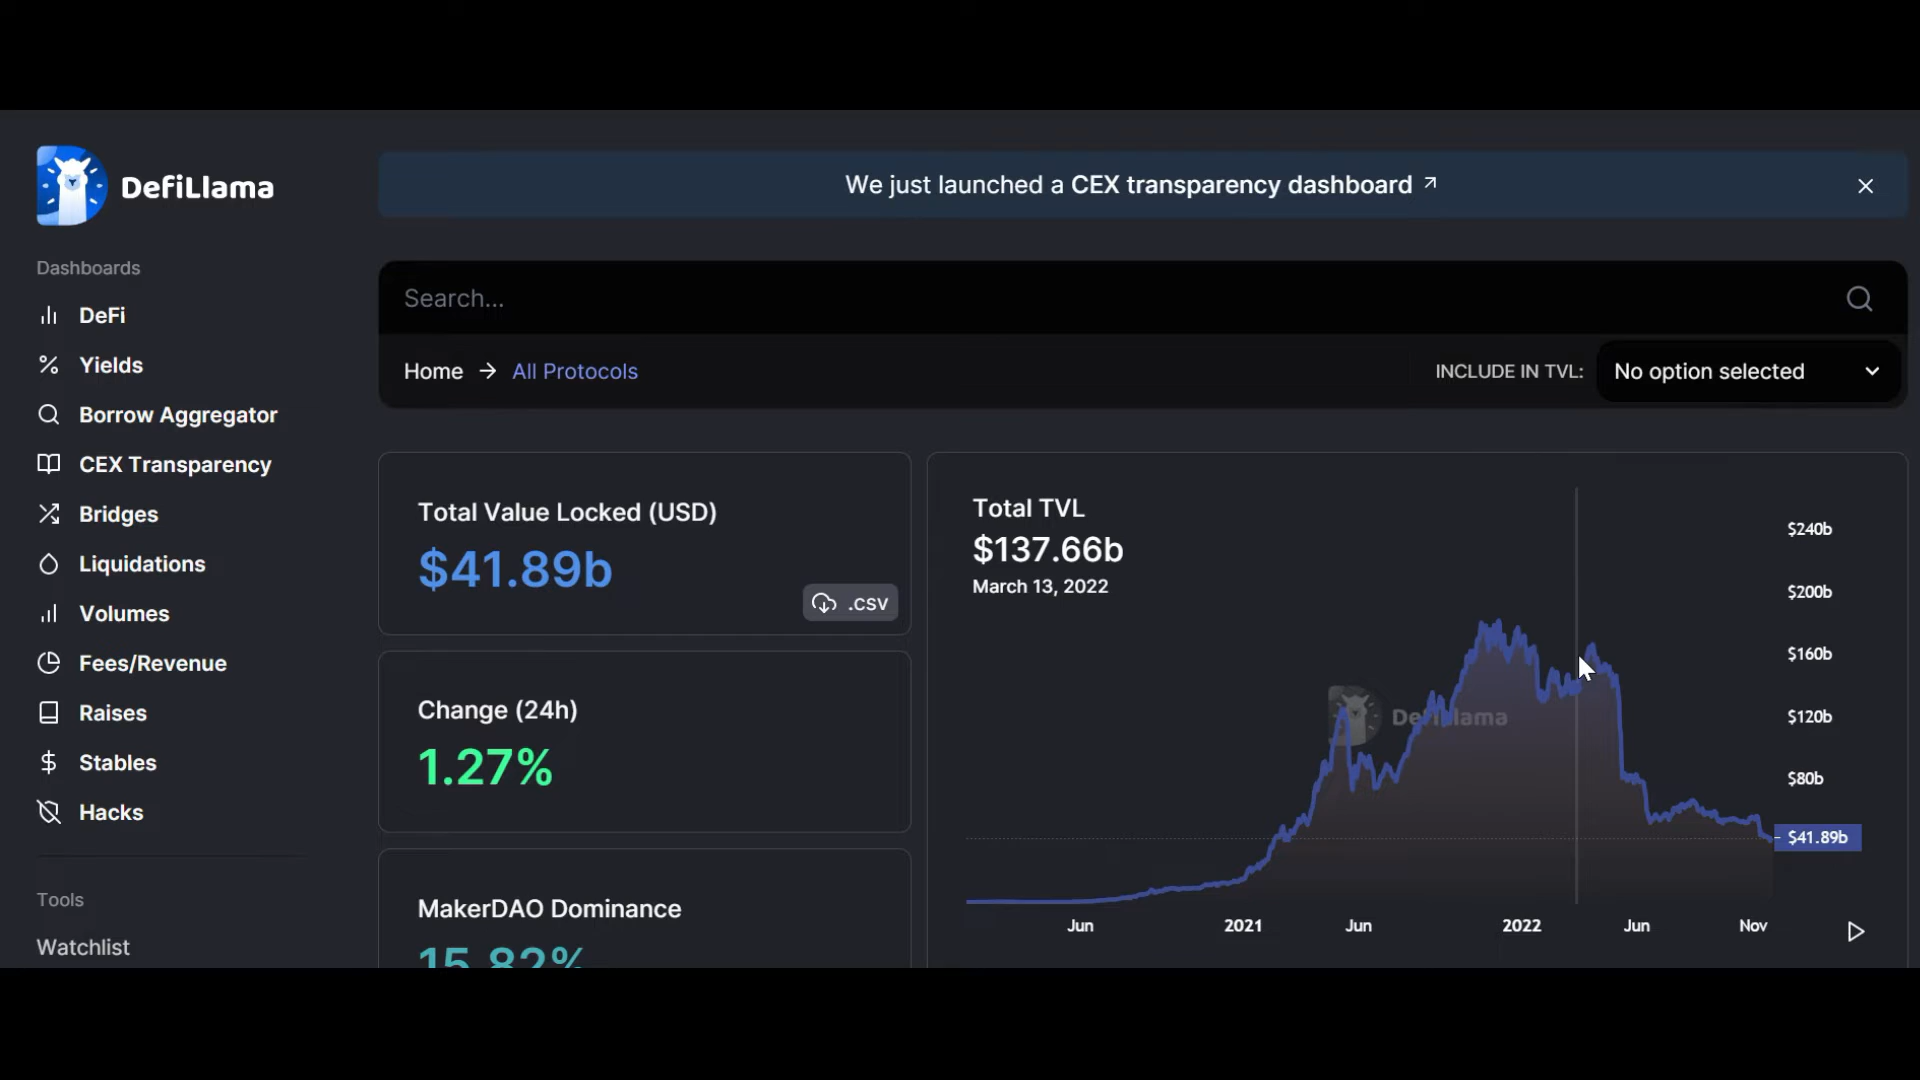 DefiLlama
We just launched a CEX transparency dashboard
Dashboards
DeFi
Yields
Borrow Aggregator
CEX Transparency
Bridges
Liquidations
Volumes
Fees/Revenue
Raises
Stables
Hacks
Tools
Watchlist
Search...
Home → All Protocols
INCLUDE IN TVL: No option selected
Total Value Locked (USD)
$41.89b
.csv
Change (24h)
1.27%
MakerDAO Dominance
15.82%
Total TVL
$137.66b
March 13, 2022
$240b
$200b
$160b
$120b
$80b
$41.89b
DefiLlama
Jun 2021 Jun 2022 Jun Nov